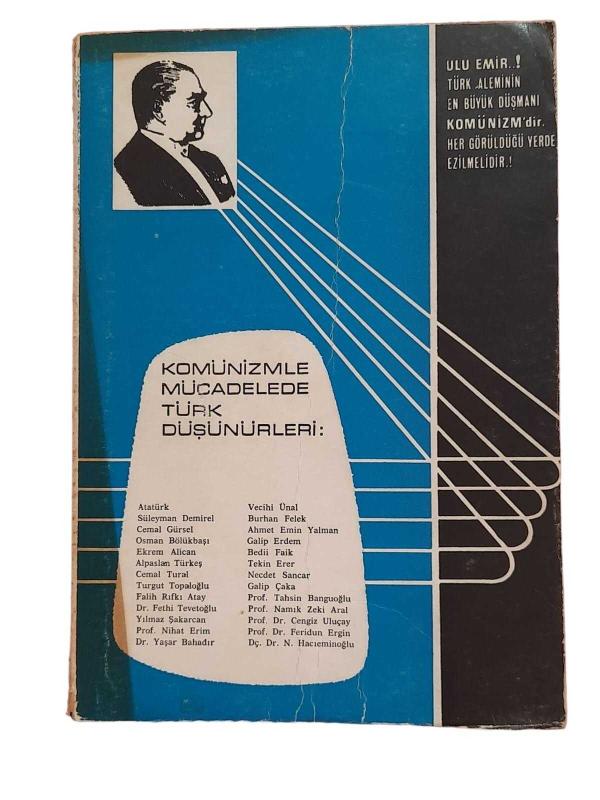 ULU EMİR..!
TÜRK ALEMİNİN
EN BÜYÜK DÜŞMANI
KOMÜNİZM'dir.
HER GÖRÜLDÜĞÜ YERDE
EZİLMELİDİR.!
KOMÜNİZMLE
MÜCADELEDE
TÜRK
DÜŞÜNÜRLERİ:
Atatürk
Süleyman Demirel
Cemal Gürsel
Osman Bölükbaşı
Ekrem Alican
Alpaslan Türkeş
Cemal Tural
Turgut Topaloğlu
Falih Rıfkı Atay
Dr. Fethi Tevetoğlu
Yılmaz Şakarcan
Prof. Nihat Erim
Dr. Yaşar Bahadır
Vecihi Ünal
Burhan Felek
Ahmet Emin Yalman
Galip Erdem
Bedii Faik
Tekin Erer
Necdet Sancar
Galip Çaka
Prof. Tahsin Banguoğlu
Prof. Namık Zeki Aral
Prof. Dr. Cengiz Uluçay
Prof. Dr. Feridun Ergin
Dç. Dr. N. Hacıeminoğlu